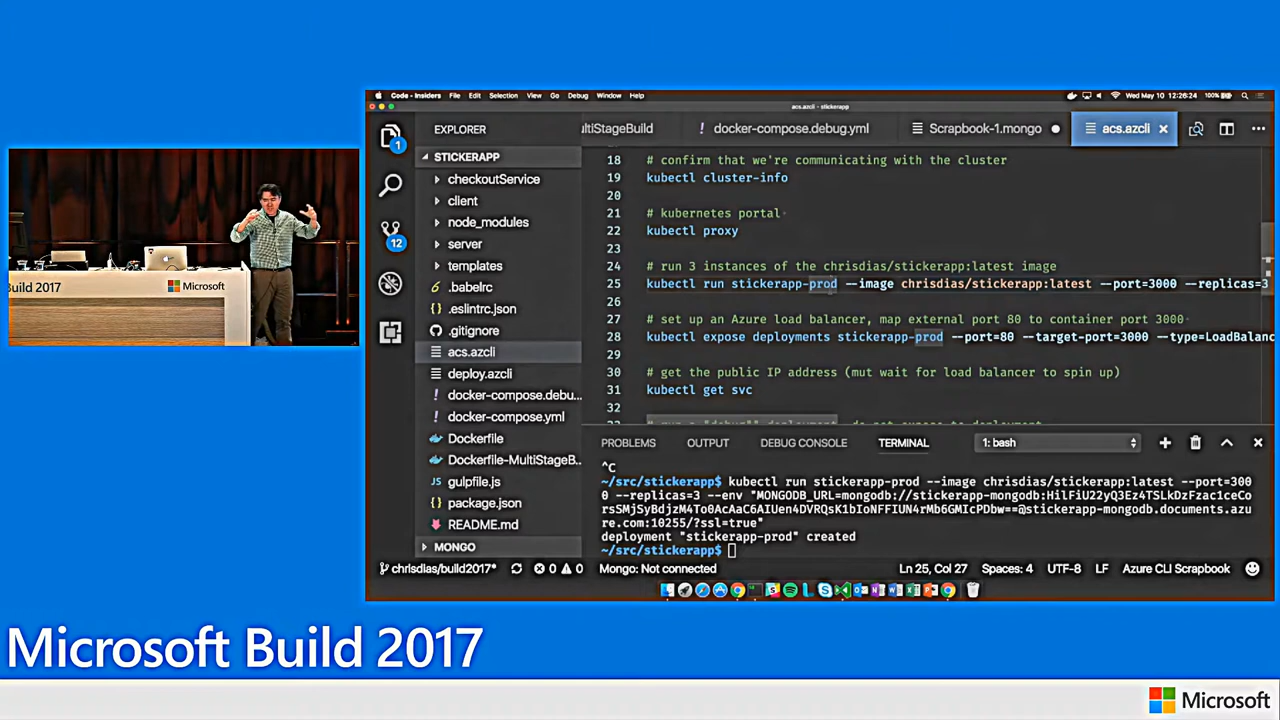 Code - Insiders File Edit Selection View Go Debug Window Help
Wed May 10 12:26:24 100%
acs.azcli - stickerapp
EXPLORER
STICKERAPP
checkoutService
client
node_modules
server
templates
.babelrc
.eslintrc.json
.gitignore
acs.azcli
deploy.azcli
docker-compose.debu...
docker-compose.yml
Dockerfile
Dockerfile-MultiStageB...
gulpfile.js
package.json
README.md
MONGO
1
12
ultiStageBuild
docker-compose.debug.yml
Scrapbook-1.mongo
acs.azcli
18 # confirm that we're communicating with the cluster
19 kubectl cluster-info
20
21 # kubernetes portal
22 kubectl proxy
23
24 # run 3 instances of the chrisdias/stickerapp:latest image
25 kubectl run stickerapp-prod --image chrisdias/stickerapp:latest --port=3000 --replicas=3
26
27 # set up an Azure load balancer, map external port 80 to container port 3000
28 kubectl expose deployments stickerapp-prod --port=80 --target-port=3000 --type=LoadBalanc
29
30 # get the public IP address (mut wait for load balancer to spin up)
31 kubectl get svc
32
PROBLEMS OUTPUT DEBUG CONSOLE TERMINAL 1: bash
^C
~/src/stickerapp$ kubectl run stickerapp-prod --image chrisdias/stickerapp:latest --port=300
0 --replicas=3 --env "MONGODB_URL=mongodb://stickerapp-mongodb:HilFiU22yQ3Ez4TSLkDzFzac1ceCo
rsSMjSyBdjzM4To0AcAaC6AIUen4DVRQsK1bIoNFFIUN4rMb6GMIcPDbw==@stickerapp-mongodb.documents.azu
re.com:10255/?ssl=true"
deployment "stickerapp-prod" created
~/src/stickerapp$
chrisdias/build2017* 0 0 Mongo: Not connected Ln 25, Col 27 Spaces: 4 UTF-8 LF Azure CLI Scrapbook
Build 2017
Microsoft
Microsoft Build 2017
Microsoft